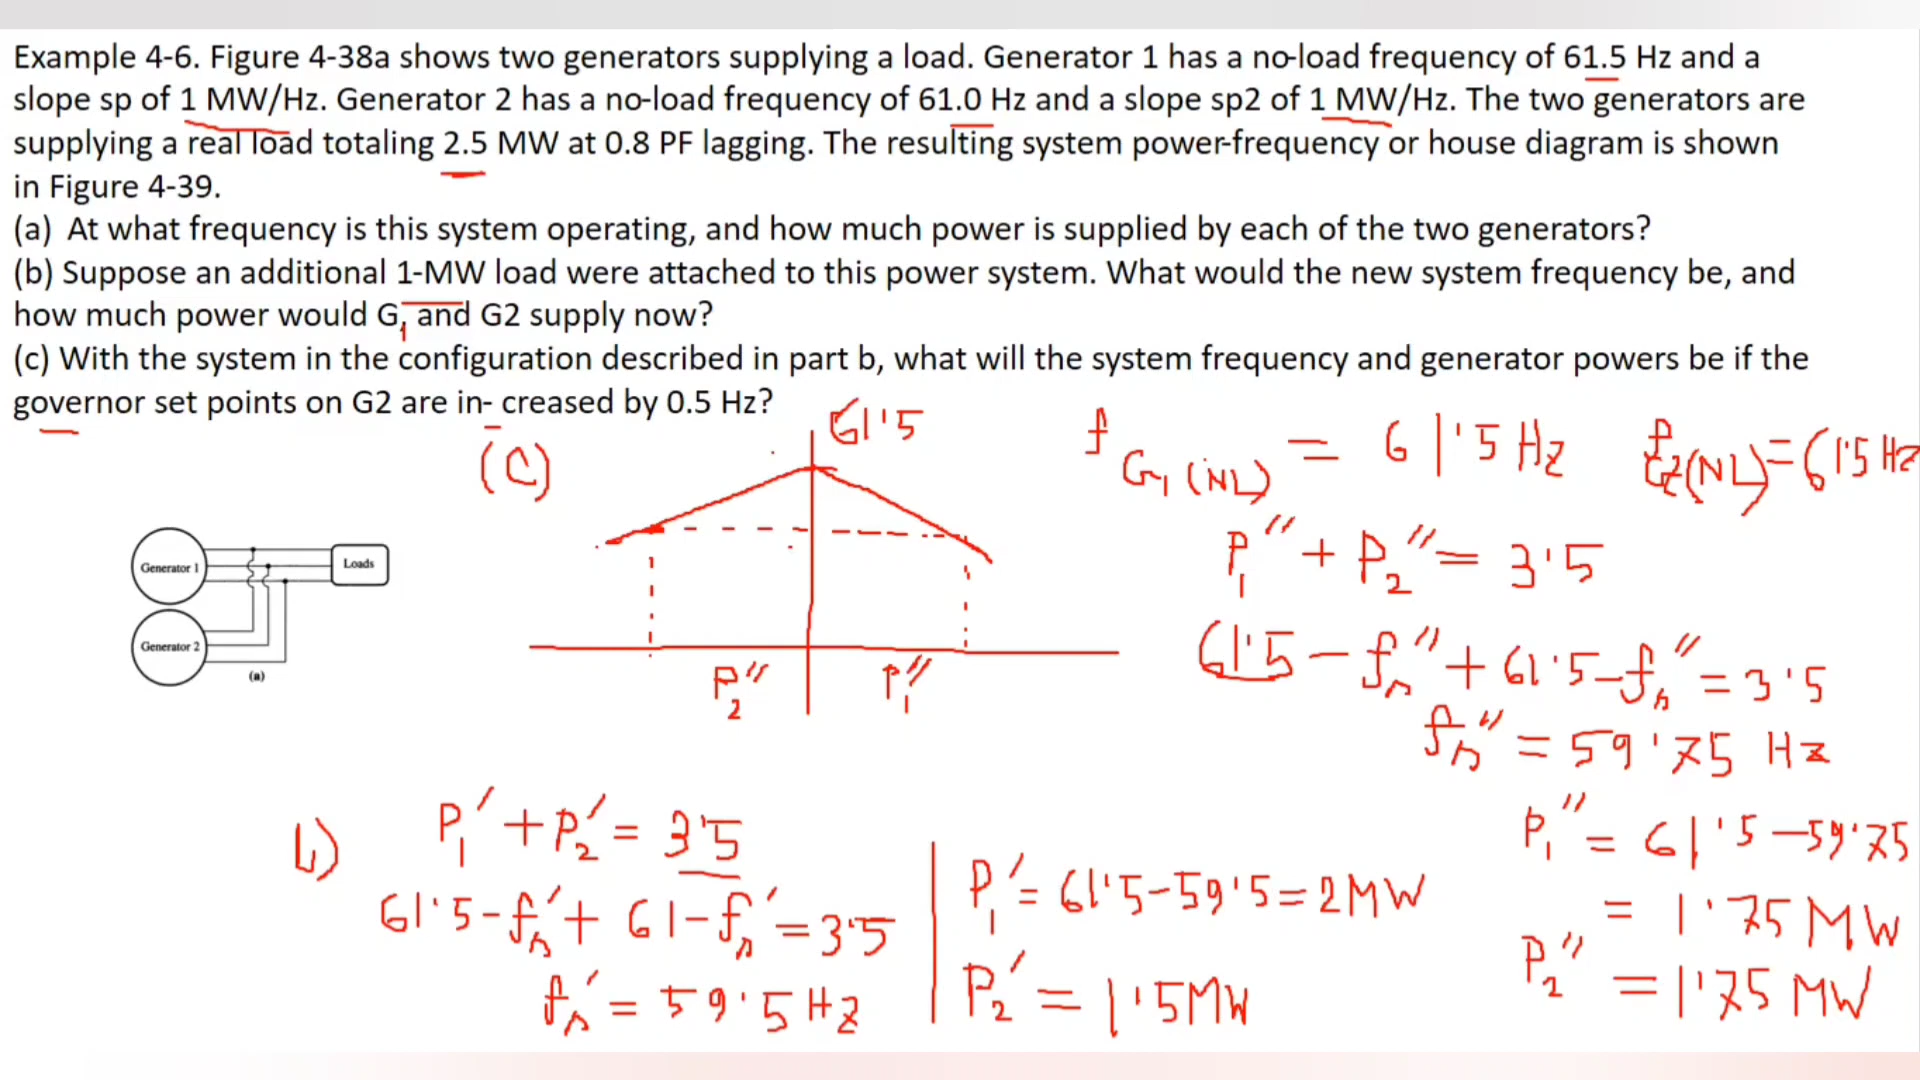 Example 4-6. Figure 4-38a shows two generators supplying a load. Generator 1 has a no-load frequency of 61.5 Hz and a
slope sp of 1 MW/Hz. Generator 2 has a no-load frequency of 61.0 Hz and a slope sp2 of 1 MW/Hz. The two generators are
supplying a real load totaling 2.5 MW at 0.8 PF lagging. The resulting system power-frequency or house diagram is shown
in Figure 4-39.
(a) At what frequency is this system operating, and how much power is supplied by each of the two generators?
(b) Suppose an additional 1-MW load were attached to this power system. What would the new system frequency be, and
how much power would G1 and G2 supply now?
(c) With the system in the configuration described in part b, what will the system frequency and generator powers be if the
governor set points on G2 are in- creased by 0.5 Hz?
(C)
61.5
f G1 (NL) = 61.5 Hz
f G2 (NL) = 61.5 Hz
Generator 1
Loads
Generator 2
(a)
P2''
P1''
P1'' + P2'' = 3.5
61.5 - fs'' + 61.5 - fs'' = 3.5
fs'' = 59.75 Hz
P1'' = 61.5 - 59.75
= 1.75 MW
P2'' = 1.75 MW
b)
P1' + P2' = 3.5
61.5 - fs' + 61 - fs' = 3.5
fs' = 59.5 Hz
P1' = 61.5 - 59.5 = 2 MW
P2' = 1.5 MW